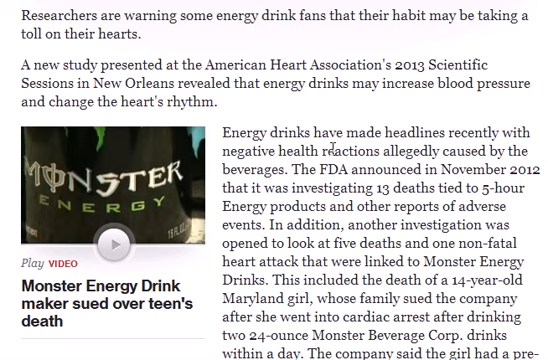 Researchers are warning some energy drink fans that their habit may be taking a
toll on their hearts.
A new study presented at the American Heart Association's 2013 Scientific
Sessions in New Orleans revealed that energy drinks may increase blood pressure
and change the heart's rhythm.
MONSTER
ENERGY
Play VIDEO
Monster Energy Drink
maker sued over teen's
death
Energy drinks have made headlines recently with
negative health reactions allegedly caused by the
beverages. The FDA announced in November 2012
that it was investigating 13 deaths tied to 5-hour
Energy products and other reports of adverse
events. In addition, another investigation was
opened to look at five deaths and one non-fatal
heart attack that were linked to Monster Energy
Drinks. This included the death of a 14-year-old
Maryland girl, whose family sued the company
after she went into cardiac arrest after drinking
two 24-ounce Monster Beverage Corp. drinks
within a day. The company said the girl had a pre-